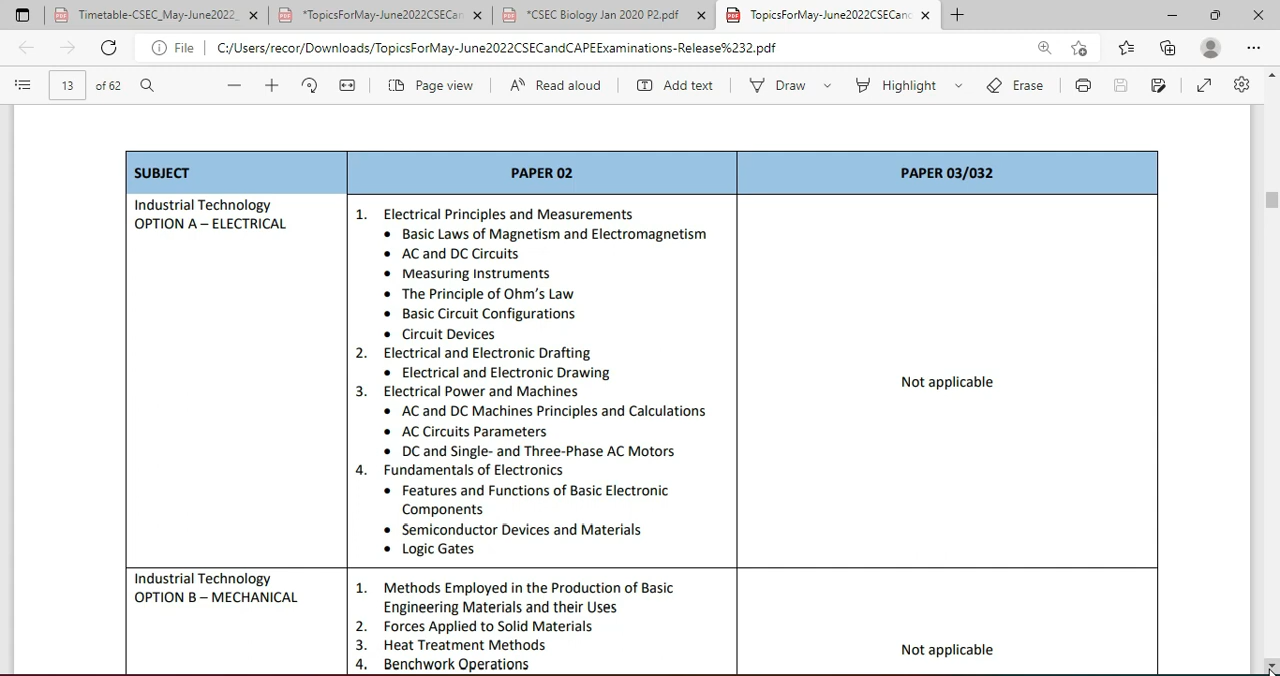 Timetable-CSEC_May-June2022_
*TopicsForMay-June2022CSECan
*CSEC Biology Jan 2020 P2.pdf
TopicsForMay-June2022CSECanc
File
C:/Users/recor/Downloads/TopicsForMay-June2022CSECandCAPEExaminations-Release%232.pdf
13 of 62
Page view
Read aloud
Add text
Draw
Highlight
Erase
SUBJECT
PAPER 02
PAPER 03/032
Industrial Technology
OPTION A – ELECTRICAL
1. Electrical Principles and Measurements
• Basic Laws of Magnetism and Electromagnetism
• AC and DC Circuits
• Measuring Instruments
• The Principle of Ohm's Law
• Basic Circuit Configurations
• Circuit Devices
2. Electrical and Electronic Drafting
• Electrical and Electronic Drawing
3. Electrical Power and Machines
• AC and DC Machines Principles and Calculations
• AC Circuits Parameters
• DC and Single- and Three-Phase AC Motors
4. Fundamentals of Electronics
• Features and Functions of Basic Electronic
Components
• Semiconductor Devices and Materials
• Logic Gates
Not applicable
Industrial Technology
OPTION B – MECHANICAL
1. Methods Employed in the Production of Basic
Engineering Materials and their Uses
2. Forces Applied to Solid Materials
3. Heat Treatment Methods
4. Benchwork Operations
Not applicable